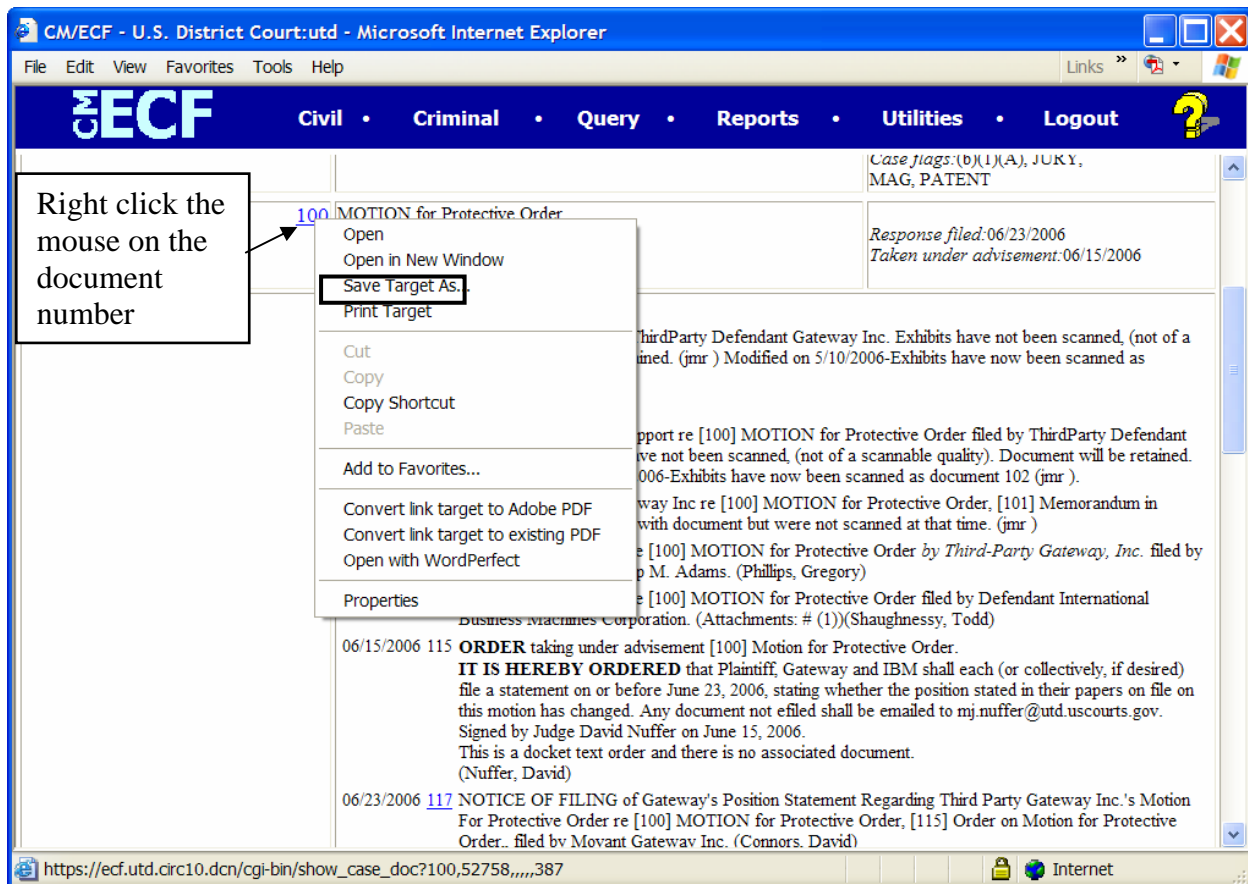 CM/ECF - U.S. District Court:utd - Microsoft Internet Explorer
File Edit View Favorites Tools Help Links »
CM ECF Civil • Criminal • Query • Reports • Utilities • Logout ?
Case flags:(b)(1)(A), JURY,
MAG, PATENT
Right click the
mouse on the
document
number
100 MOTION for Protective Order
Response filed:06/23/2006
Taken under advisement:06/15/2006
Open
Open in New Window
Save Target As...
Print Target
Cut
Copy
Copy Shortcut
Paste
Add to Favorites...
Convert link target to Adobe PDF
Convert link target to existing PDF
Open with WordPerfect
Properties
ThirdParty Defendant Gateway Inc. Exhibits have not been scanned, (not of a
ined. (jmr ) Modified on 5/10/2006-Exhibits have now been scanned as
pport re [100] MOTION for Protective Order filed by ThirdParty Defendant
ve not been scanned, (not of a scannable quality). Document will be retained.
006-Exhibits have now been scanned as document 102 (jmr ).
way Inc re [100] MOTION for Protective Order, [101] Memorandum in
with document but were not scanned at that time. (jmr )
e [100] MOTION for Protective Order by Third-Party Gateway, Inc. filed by
p M. Adams. (Phillips, Gregory)
e [100] MOTION for Protective Order filed by Defendant International
Business Machines Corporation. (Attachments: # (1))(Shaughnessy, Todd)
06/15/2006 115 ORDER taking under advisement [100] Motion for Protective Order.
IT IS HEREBY ORDERED that Plaintiff, Gateway and IBM shall each (or collectively, if desired)
file a statement on or before June 23, 2006, stating whether the position stated in their papers on file on
this motion has changed. Any document not efiled shall be emailed to mj.nuffer@utd.uscourts.gov.
Signed by Judge David Nuffer on June 15, 2006.
This is a docket text order and there is no associated document.
(Nuffer, David)
06/23/2006 117 NOTICE OF FILING of Gateway's Position Statement Regarding Third Party Gateway Inc.'s Motion
For Protective Order re [100] MOTION for Protective Order, [115] Order on Motion for Protective
Order,, filed by Movant Gateway Inc. (Connors, David)
https://ecf.utd.circ10.dcn/cgi-bin/show_case_doc?100,52758,,,,,387 Internet